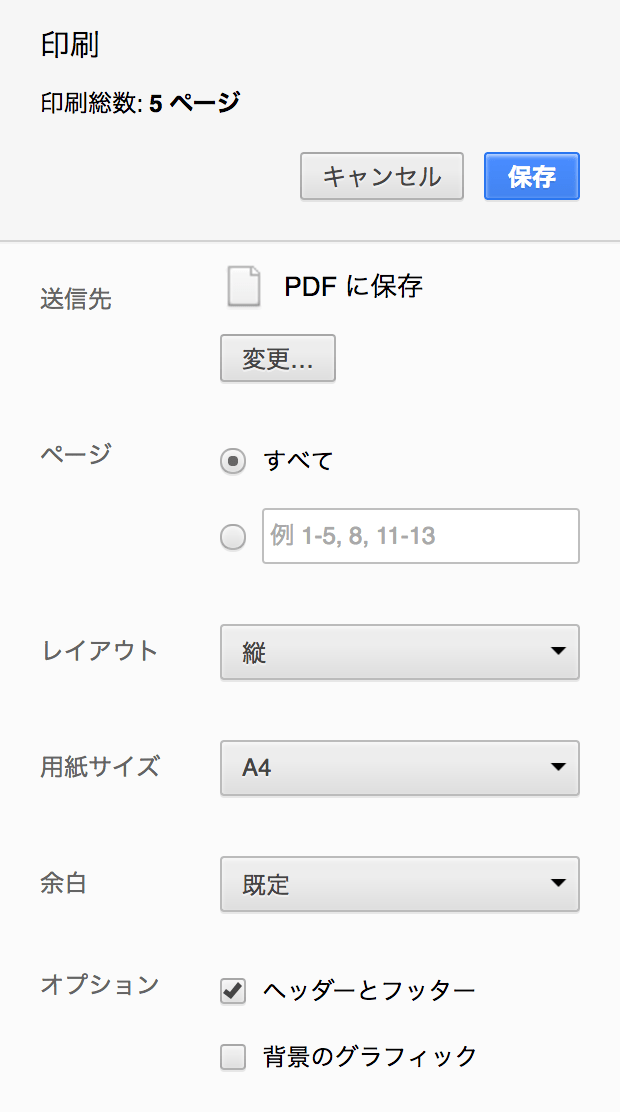 印刷
印刷総数: 5 ページ
キャンセル 保存
送信先 PDF に保存
変更...
ページ すべて
例 1-5, 8, 11-13
レイアウト 縦
用紙サイズ A4
余白 既定
オプション ヘッダーとフッター
背景のグラフィック